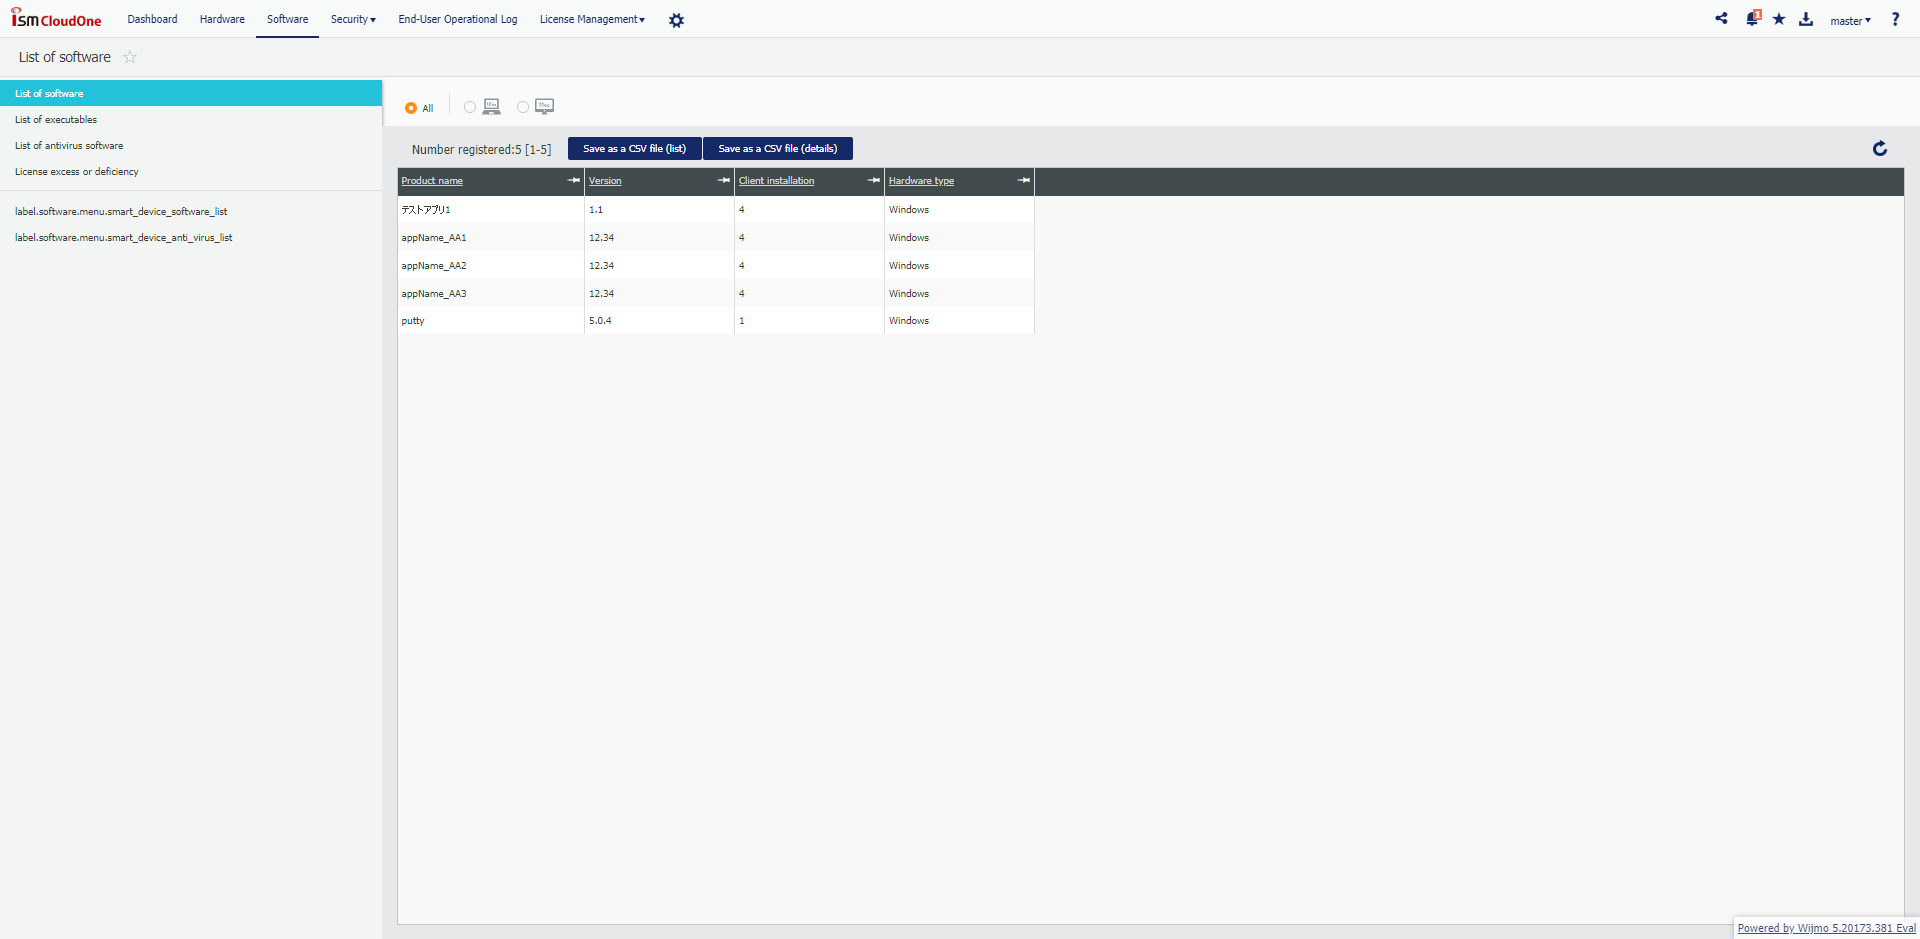 ism CloudOne Dashboard Hardware Software Security End-User Operational Log License Management 1 master ?
List of software
List of software
List of executables
List of antivirus software
License excess or deficiency
label.software.menu.smart_device_software_list
label.software.menu.smart_device_anti_virus_list
All Win Mac
Number registered:5 [1-5] Save as a CSV file (list) Save as a CSV file (details)
Product name Version Client installation Hardware type
テストアプリ1 1.1 4 Windows
appName_AA1 12.34 4 Windows
appName_AA2 12.34 4 Windows
appName_AA3 12.34 4 Windows
putty 5.0.4 1 Windows
Powered by Wijmo 5.20173.381 Eval